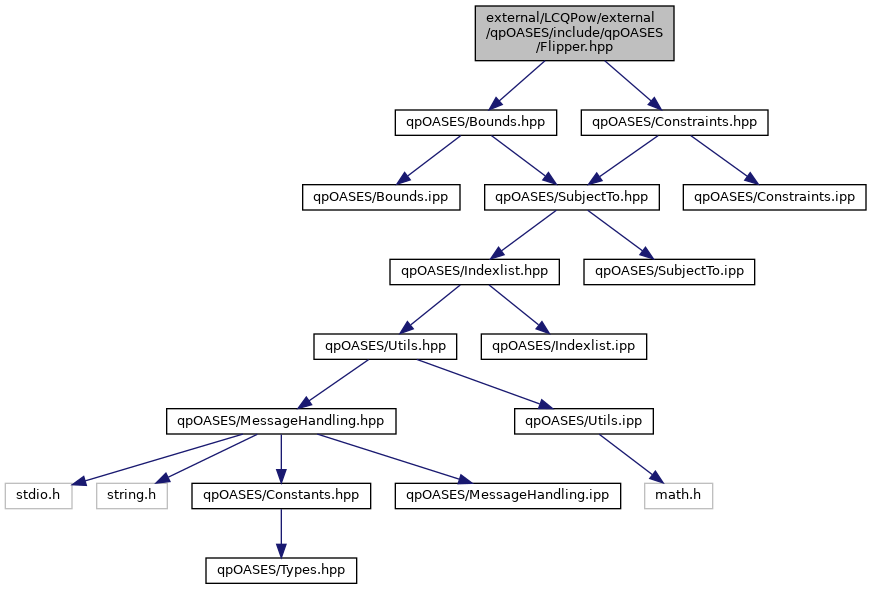 external/LCQPow/external
/qpOASES/include/qpOASES
/Flipper.hpp
qpOASES/Bounds.hpp
qpOASES/Constraints.hpp
qpOASES/Bounds.ipp
qpOASES/SubjectTo.hpp
qpOASES/Constraints.ipp
qpOASES/Indexlist.hpp
qpOASES/SubjectTo.ipp
qpOASES/Utils.hpp
qpOASES/Indexlist.ipp
qpOASES/MessageHandling.hpp
qpOASES/Utils.ipp
stdio.h
string.h
qpOASES/Constants.hpp
qpOASES/MessageHandling.ipp
math.h
qpOASES/Types.hpp